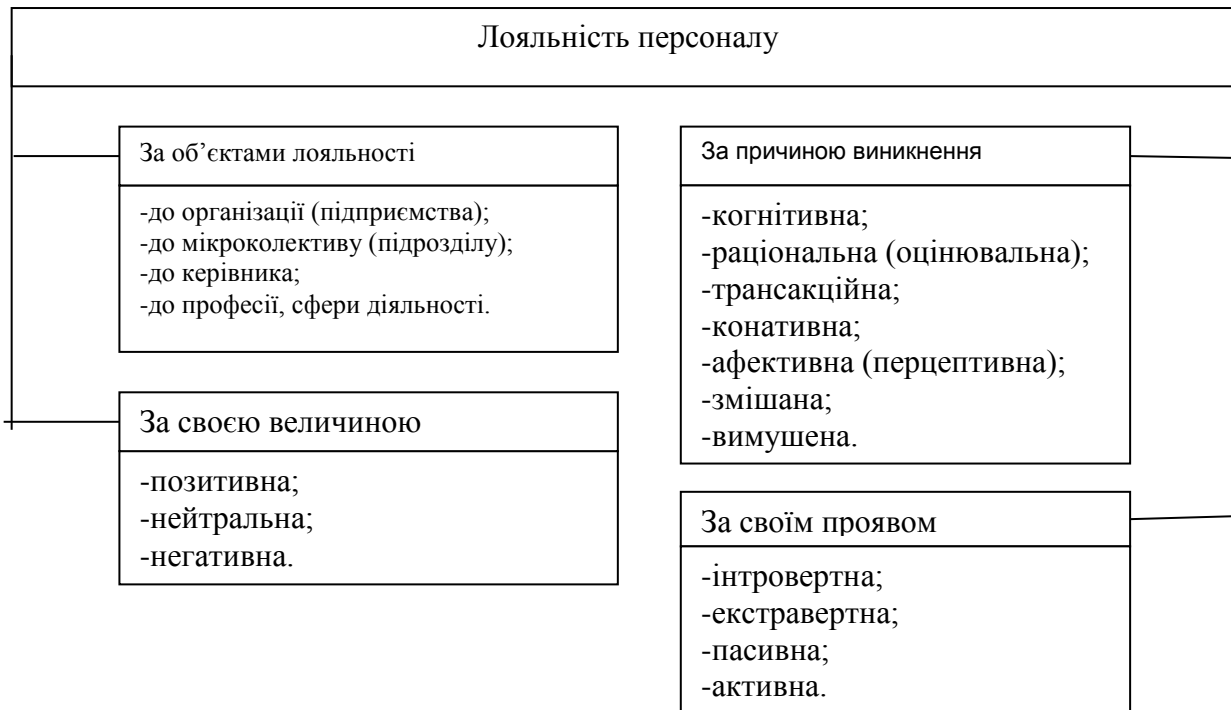 Лояльність персоналу
За об’єктами лояльності
-до організації (підприємства);
-до мікроколективу (підрозділу);
-до керівника;
-до професії, сфери діяльності.
За своєю величиною
-позитивна;
-нейтральна;
-негативна.
За причиною виникнення
-когнітивна;
-раціональна (оцінювальна);
-трансакційна;
-конативна;
-афективна (перцептивна);
-змішана;
-вимушена.
За своїм проявом
-інтровертна;
-екстравертна;
-пасивна;
-активна.